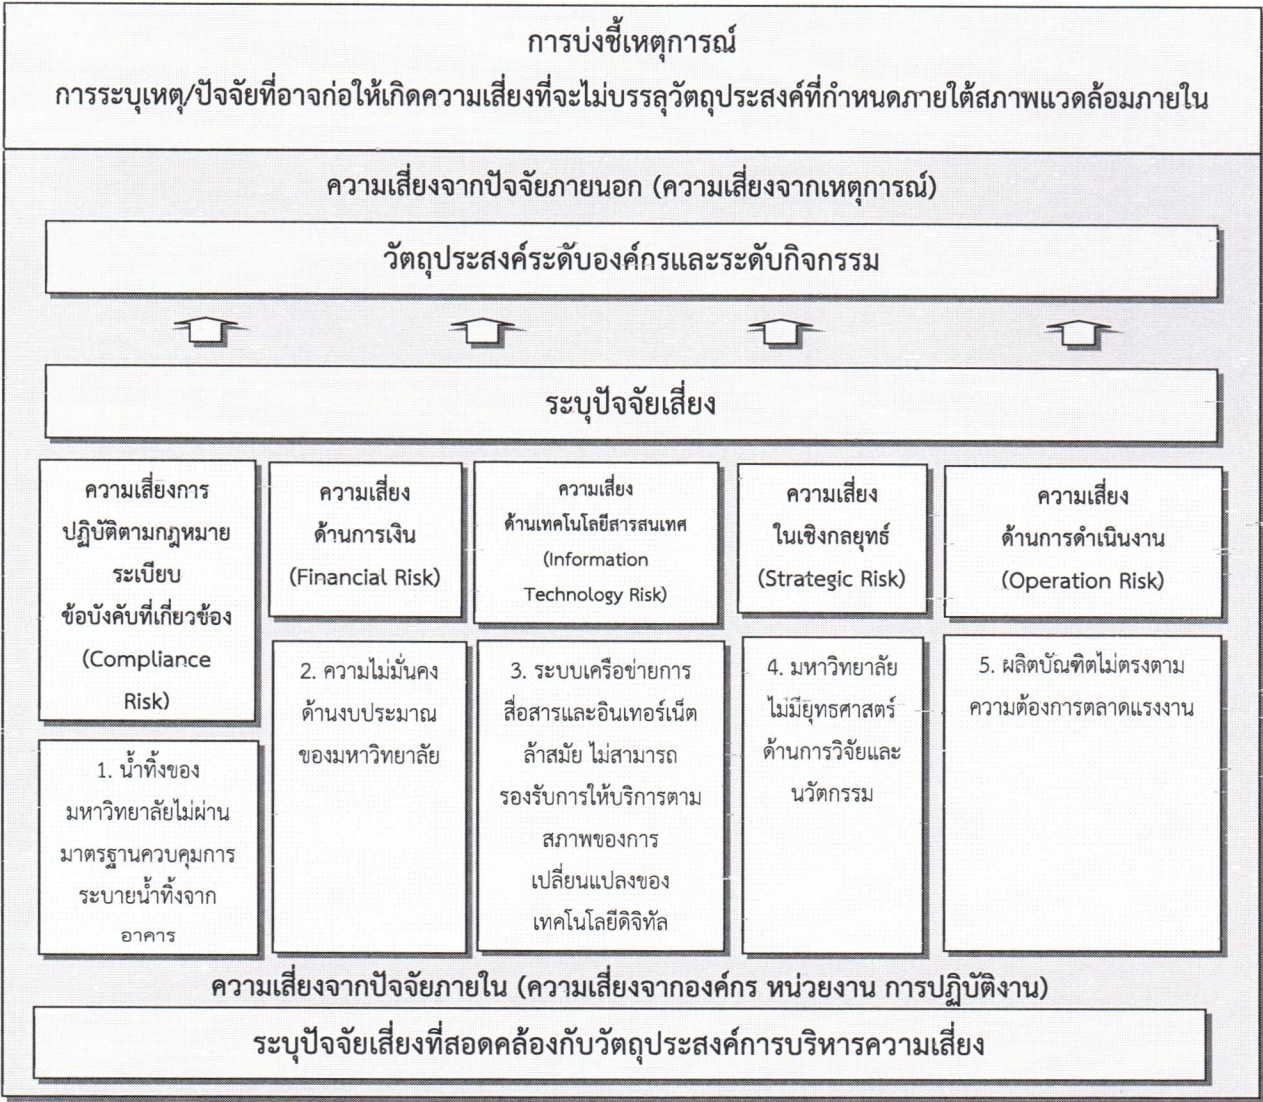 การบ่งชี้เหตุการณ์
การระบุเหตุ/ปัจจัยที่อาจก่อให้เกิดความเสี่ยงที่จะไม่บรรลุวัตถุประสงค์ที่กำหนดภายใต้สภาพแวดล้อมภายใน
ความเสี่ยงจากปัจจัยภายนอก (ความเสี่ยงจากเหตุการณ์)
วัตถุประสงค์ระดับองค์กรและระดับกิจกรรม
ระบุปัจจัยเสี่ยง
ความเสี่ยงการ
ปฏิบัติตามกฎหมาย
ระเบียบ
ข้อบังคับที่เกี่ยวข้อง
(Compliance
Risk)
1. น้ำทิ้งของ
มหาวิทยาลัยไม่ผ่าน
มาตรฐานควบคุมการ
ระบายน้ำทิ้งจาก
อาคาร
ความเสี่ยง
ด้านการเงิน
(Financial Risk)
2. ความไม่มั่นคง
ด้านงบประมาณ
ของมหาวิทยาลัย
ความเสี่ยง
ด้านเทคโนโลยีสารสนเทศ
(Information
Technology Risk)
3. ระบบเครือข่ายการ
สื่อสารและอินเทอร์เน็ต
ล้าสมัย ไม่สามารถ
รองรับการให้บริการตาม
สภาพของการ
เปลี่ยนแปลงของ
เทคโนโลยีดิจิทัล
ความเสี่ยง
ในเชิงกลยุทธ์
(Strategic Risk)
4. มหาวิทยาลัย
ไม่มียุทธศาสตร์
ด้านการวิจัยและ
นวัตกรรม
ความเสี่ยง
ด้านการดำเนินงาน
(Operation Risk)
5. ผลิตบัณฑิตไม่ตรงตาม
ความต้องการตลาดแรงงาน
ความเสี่ยงจากปัจจัยภายใน (ความเสี่ยงจากองค์กร หน่วยงาน การปฏิบัติงาน)
ระบุปัจจัยเสี่ยงที่สอดคล้องกับวัตถุประสงค์การบริหารความเสี่ยง